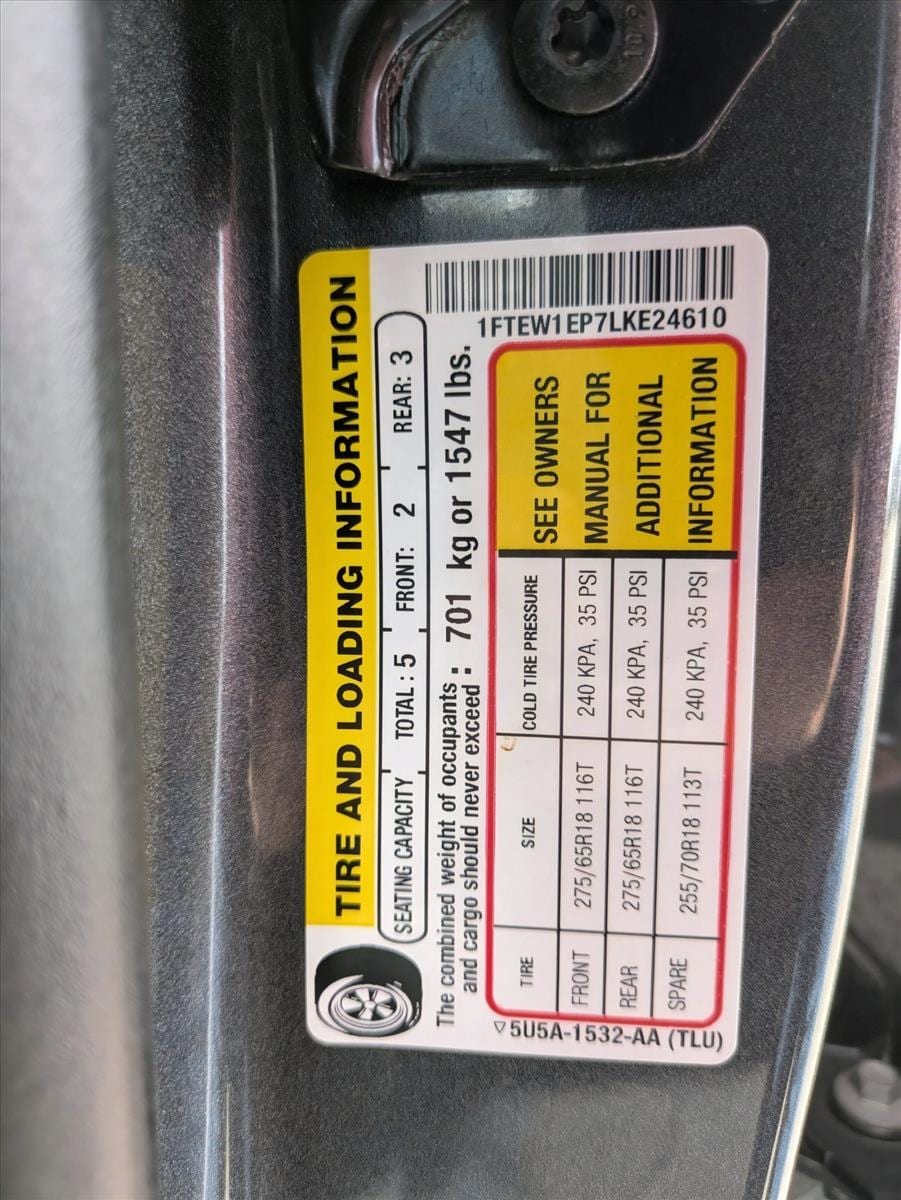 109
TIRE AND LOADING INFORMATION
SEATING CAPACITY TOTAL : 5 FRONT: 2 REAR: 3
1FTEW1EP7LKE24610
The combined weight of occupants
and cargo should never exceed : 701 kg or 1547 lbs.
TIRE SIZE COLD TIRE PRESSURE
FRONT 275/65R18 116T 240 KPA, 35 PSI
REAR 275/65R18 116T 240 KPA, 35 PSI
SPARE 255/70R18 113T 240 KPA, 35 PSI
SEE OWNERS
MANUAL FOR
ADDITIONAL
INFORMATION
▽5U5A-1532-AA (TLU)